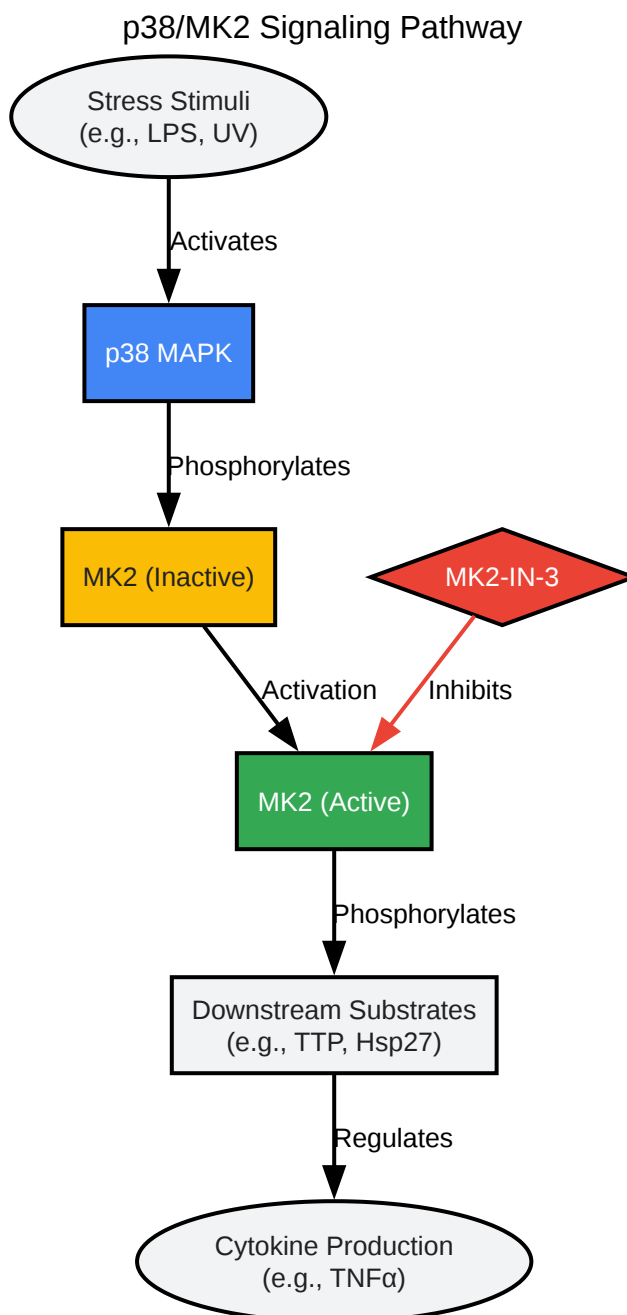 p38/MK2 Signaling Pathway
Stress Stimuli
(e.g., LPS, UV)
Activates
p38 MAPK
Phosphorylates
MK2 (Inactive)
MK2-IN-3
Activation
Inhibits
MK2 (Active)
Phosphorylates
Downstream Substrates
(e.g., TTP, Hsp27)
Regulates
Cytokine Production
(e.g., TNFα)